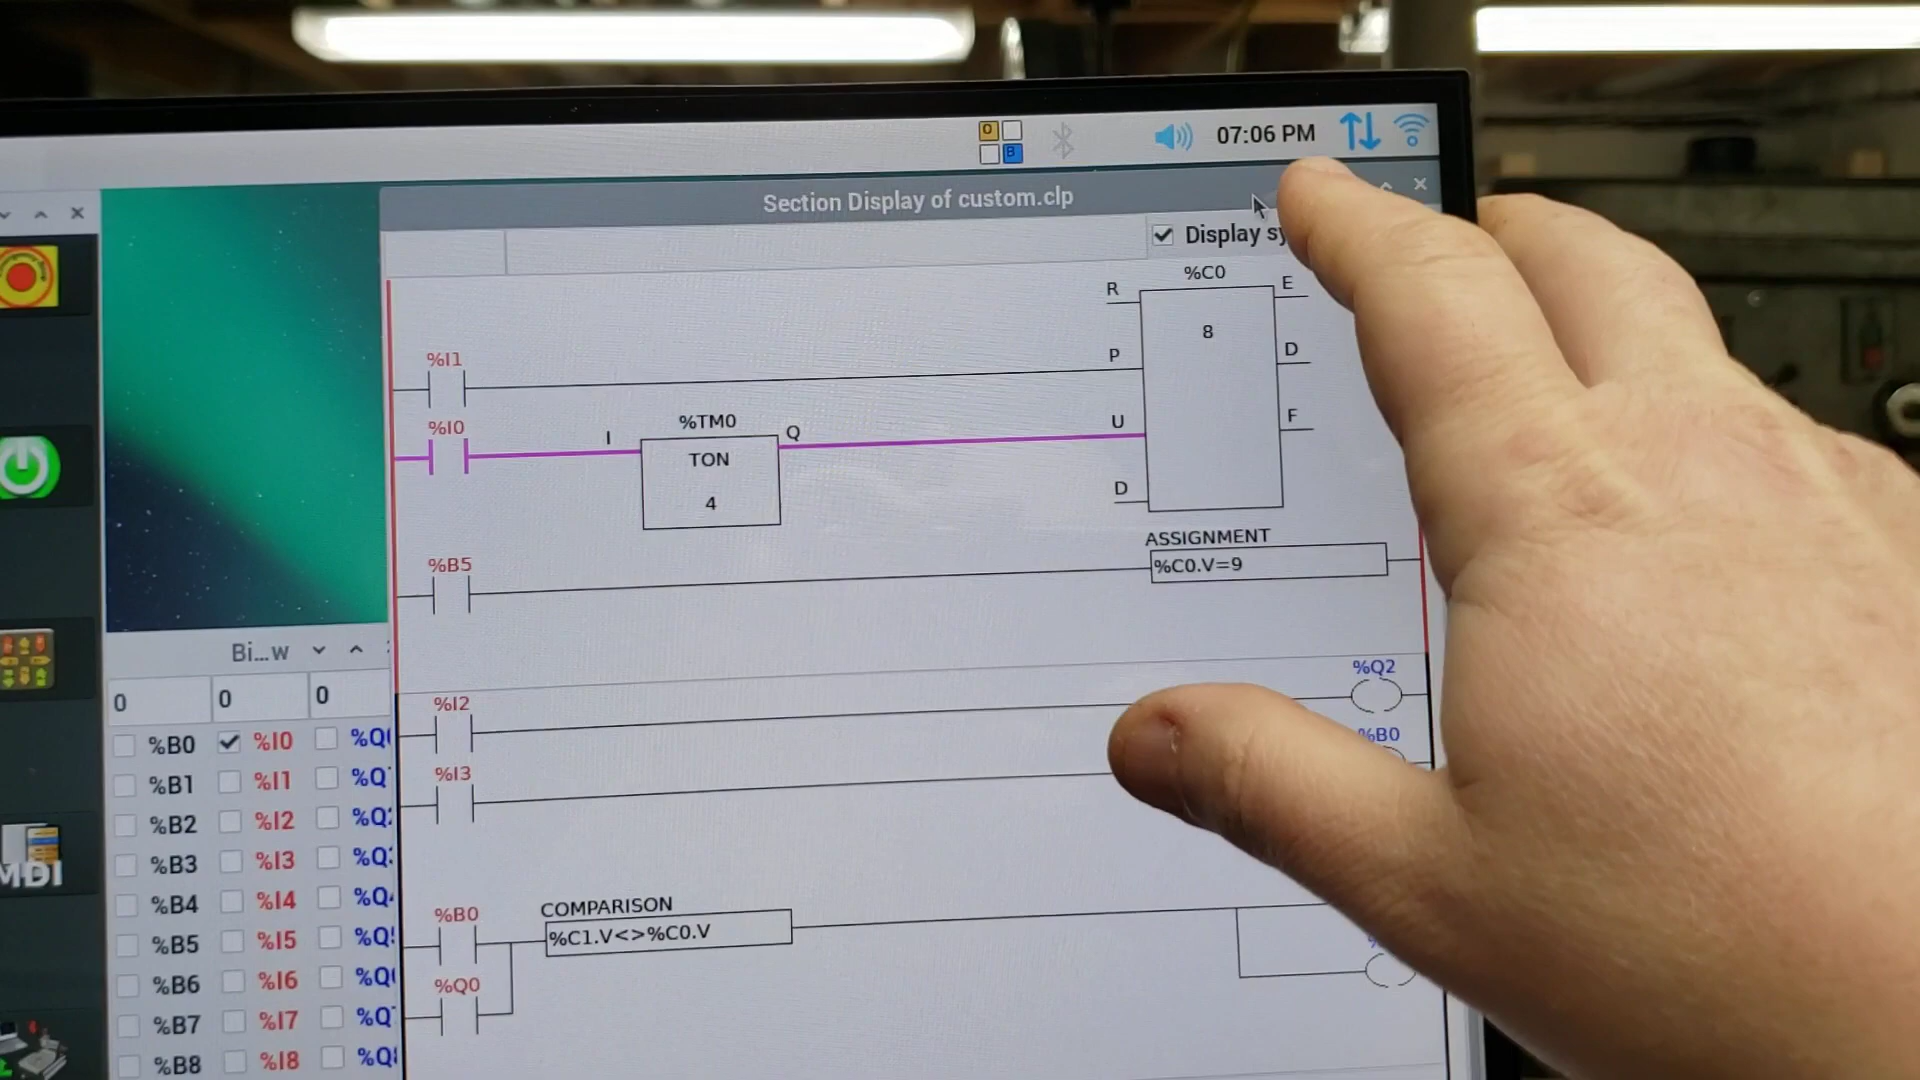 O
B
07:06 PM
Section Display of custom.clp
Display
%C0
R
E
8
%I1
P
D
%I0
I
%TM0
Q
U
F
TON
4
D
%B5
ASSIGNMENT
%C0.V=9
Bi...w
0
0
0
%I2
%Q2
%I3
%B0
%B0
%I0
%B1
%I1
%B2
%I2
%B3
%I3
MDI
%B4
%I4
%B5
%I5
%B6
%I6
%B7
%I7
%B8
%I8
%B0
COMPARISON
%C1.V<>%C0.V
%Q0